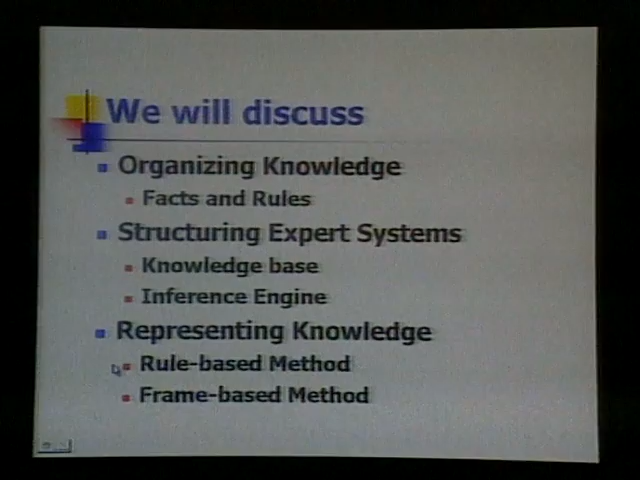 We will discuss
Organizing Knowledge
Facts and Rules
Structuring Expert Systems
Knowledge base
Inference Engine
Representing Knowledge
Rule-based Method
Frame-based Method